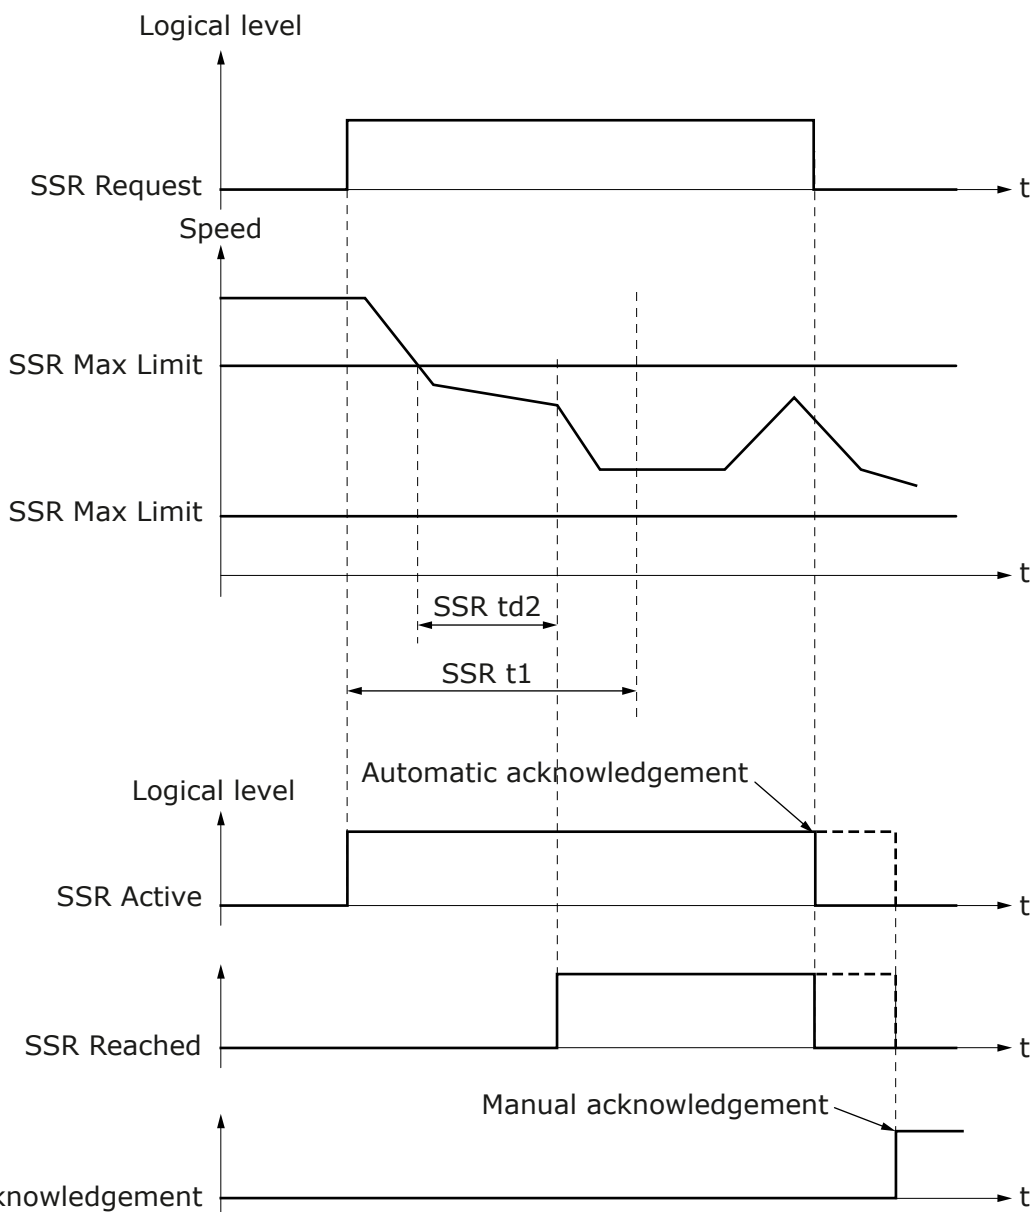 Logical level
SSR Request
t
Speed
SSR Max Limit
SSR Max Limit
t
SSR td2
SSR t1
Automatic acknowledgement
Logical level
SSR Active
t
SSR Reached
t
Manual acknowledgement
knowledgement
t